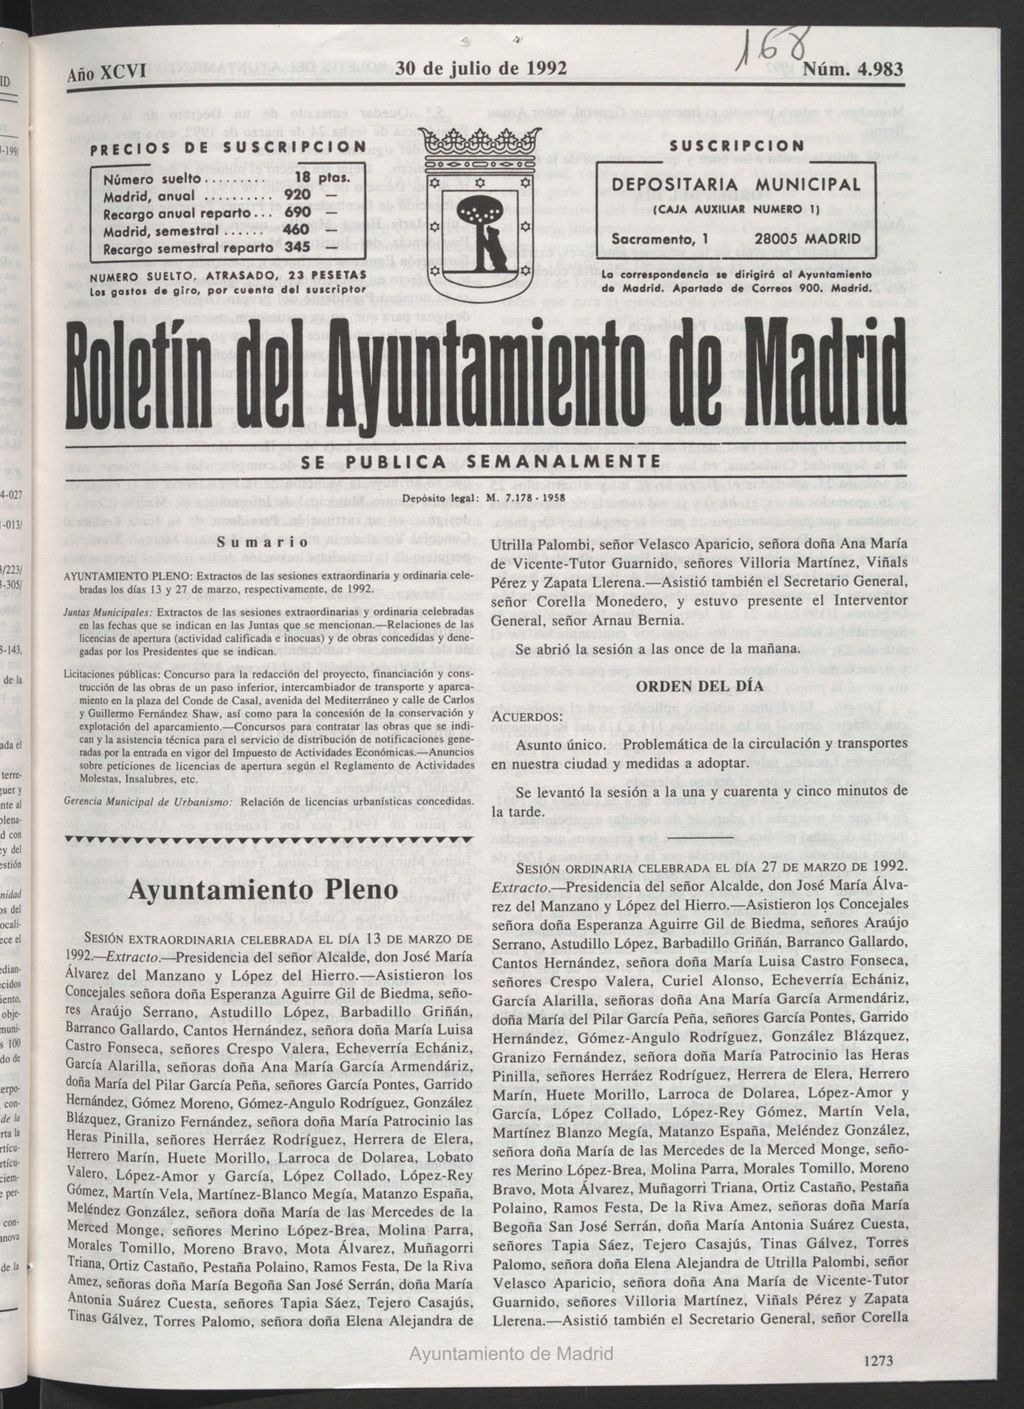 Año XCVI
30 de julio de 1992
168
Núm. 4.983
PRECIOS DE SUSCRIPCION
Número suelto......... 18 ptas.
Madrid, anual .......... 920 —
Recargo anual reparto... 690 —
Madrid, semestral...... 460 —
Recargo semestral reparto 345 —
NUMERO SUELTO, ATRASADO, 23 PESETAS
Los gastos de giro, por cuenta del suscriptor
SUSCRIPCION
DEPOSITARIA MUNICIPAL
(CAJA AUXILIAR NUMERO 1)
Sacramento, 1 28005 MADRID
La correspondencia se dirigirá al Ayuntamiento
de Madrid. Apartado de Correos 900. Madrid.
Boletín del Ayuntamiento de Madrid
SE PUBLICA SEMANALMENTE
Depósito legal: M. 7.178 - 1958
Sumario
AYUNTAMIENTO PLENO: Extractos de las sesiones extraordinaria y ordinaria cele-
bradas los días 13 y 27 de marzo, respectivamente, de 1992.
Juntas Municipales: Extractos de las sesiones extraordinarias y ordinaria celebradas
en las fechas que se indican en las Juntas que se mencionan.—Relaciones de las
licencias de apertura (actividad calificada e inocuas) y de obras concedidas y dene-
gadas por los Presidentes que se indican.
Licitaciones públicas: Concurso para la redacción del proyecto, financiación y cons-
trucción de las obras de un paso inferior, intercambiador de transporte y aparca-
miento en la plaza del Conde de Casal, avenida del Mediterráneo y calle de Carlos
y Guillermo Fernández Shaw, así como para la concesión de la conservación y
explotación del aparcamiento.—Concursos para contratar las obras que se indi-
can y la asistencia técnica para el servicio de distribución de notificaciones gene-
radas por la entrada en vigor del Impuesto de Actividades Económicas.—Anuncios
sobre peticiones de licencias de apertura según el Reglamento de Actividades
Molestas, Insalubres, etc.
Gerencia Municipal de Urbanismo: Relación de licencias urbanísticas concedidas.
Ayuntamiento Pleno
SESIÓN EXTRAORDINARIA CELEBRADA EL DÍA 13 DE MARZO DE
1992.—Extracto.—Presidencia del señor Alcalde, don José María
Álvarez del Manzano y López del Hierro.—Asistieron los
Concejales señora doña Esperanza Aguirre Gil de Biedma, seño-
res Araújo Serrano, Astudillo López, Barbadillo Griñán,
Barranco Gallardo, Cantos Hernández, señora doña María Luisa
Castro Fonseca, señores Crespo Valera, Echeverría Echániz,
García Alarilla, señoras doña Ana María García Armendáriz,
doña María del Pilar García Peña, señores García Pontes, Garrido
Hernández, Gómez Moreno, Gómez-Angulo Rodríguez, González
Blázquez, Granizo Fernández, señora doña María Patrocinio las
Heras Pinilla, señores Herráez Rodríguez, Herrera de Elera,
Herrero Marín, Huete Morillo, Larroca de Dolarea, Lobato
Valero, López-Amor y García, López Collado, López-Rey
Gómez, Martín Vela, Martínez-Blanco Megía, Matanzo España,
Meléndez González, señora doña María de las Mercedes de la
Merced Monge, señores Merino López-Brea, Molina Parra,
Morales Tomillo, Moreno Bravo, Mota Álvarez, Muñagorri
Triana, Ortiz Castaño, Pestaña Polaino, Ramos Festa, De la Riva
Amez, señoras doña María Begoña San José Serrán, doña María
Antonia Suárez Cuesta, señores Tapia Sáez, Tejero Casajús,
Tinas Gálvez, Torres Palomo, señora doña Elena Alejandra de
Utrilla Palombi, señor Velasco Aparicio, señora doña Ana María
de Vicente-Tutor Guarnido, señores Villoria Martínez, Viñals
Pérez y Zapata Llerena.—Asistió también el Secretario General,
señor Corella Monedero, y estuvo presente el Interventor
General, señor Arnau Bernia.
Se abrió la sesión a las once de la mañana.
ORDEN DEL DÍA
ACUERDOS:
Asunto único. Problemática de la circulación y transportes
en nuestra ciudad y medidas a adoptar.
Se levantó la sesión a la una y cuarenta y cinco minutos de
la tarde.
SESIÓN ORDINARIA CELEBRADA EL DÍA 27 DE MARZO DE 1992.
Extracto.—Presidencia del señor Alcalde, don José María Álva-
rez del Manzano y López del Hierro.—Asistieron los Concejales
señora doña Esperanza Aguirre Gil de Biedma, señores Araújo
Serrano, Astudillo López, Barbadillo Griñán, Barranco Gallardo,
Cantos Hernández, señora doña María Luisa Castro Fonseca,
señores Crespo Valera, Curiel Alonso, Echeverría Echániz,
García Alarilla, señoras doña Ana María García Armendáriz,
doña María del Pilar García Peña, señores García Pontes, Garrido
Hernández, Gómez-Angulo Rodríguez, González Blázquez,
Granizo Fernández, señora doña María Patrocinio las Heras
Pinilla, señores Herráez Rodríguez, Herrera de Elera, Herrero
Marín, Huete Morillo, Larroca de Dolarea, López-Amor y
García, López Collado, López-Rey Gómez, Martín Vela,
Martínez Blanzo Megía, Matanzo España, Meléndez González,
señora doña María de las Mercedes de la Merced Monge, seño-
res Merino López-Brea, Molina Parra, Morales Tomillo, Moreno
Bravo, Mota Álvarez, Muñagorri Triana, Ortiz Castaño, Pestaña
Polaino, Ramos Festa, De la Riva Amez, señoras doña María
Begoña San José Serrán, doña María Antonia Suárez Cuesta,
señores Tapia Sáez, Tejero Casajús, Tinas Gálvez, Torres
Palomo, señora doña Elena Alejandra de Utrilla Palombi, señor
Velasco Aparicio, señora doña Ana María de Vicente-Tutor
Guarnido, señores Villoria Martínez, Viñals Pérez y Zapata
Llerena.—Asistió también el Secretario General, señor Corella
Ayuntamiento de Madrid
1273